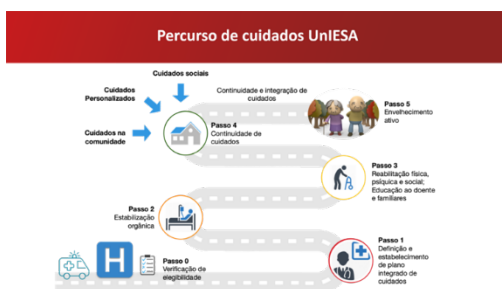 Percurso de cuidados UnIESA
Cuidados sociais
Cuidados
Personalizados
Cuidados na
comunidade
Continuidade e integração de
cuidados
Passo 5
Envelhecimento
ativo
Passo 4
Continuidade de
cuidados
Passo 3
Reabilitação física,
psíquica e social;
Educação ao doente
e familiares
Passo 2
Estabilização
orgânica
H
Passo 0
Verificação de
elegibilidade
Passo 1
Definição e
estabelecimento
de plano
integrado de
cuidados